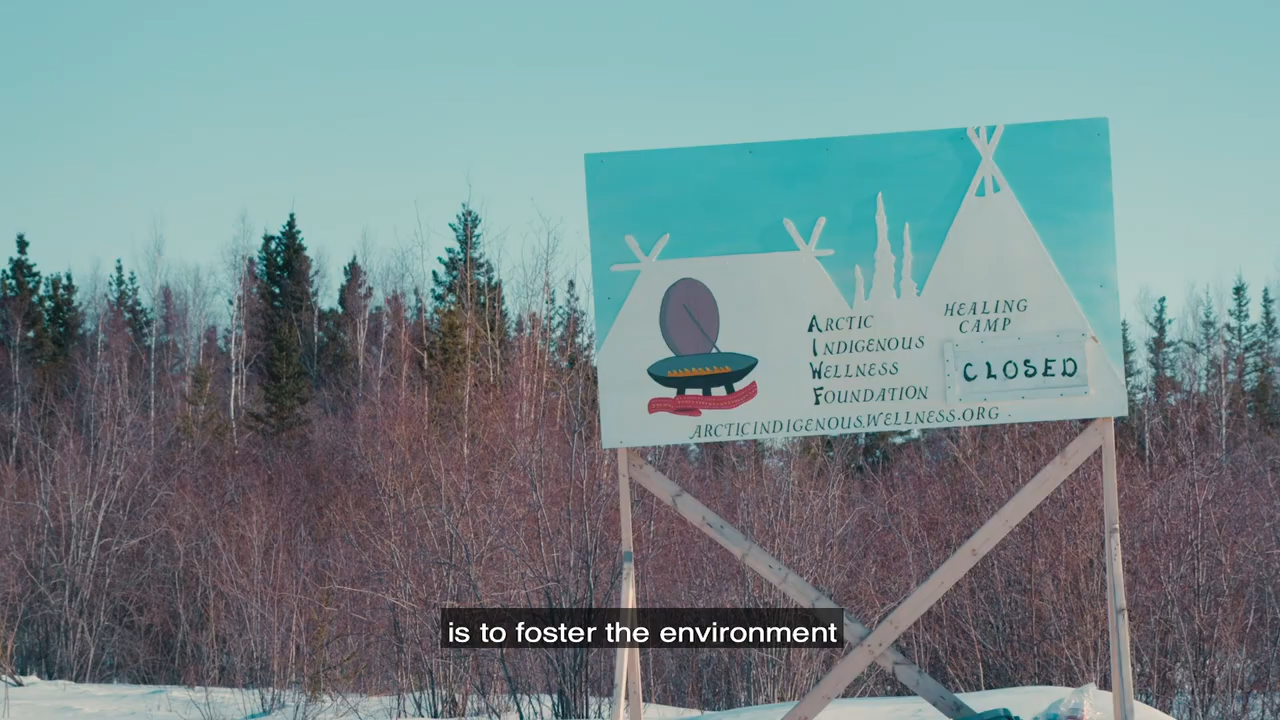 ARCTIC
INDIGENOUS
WELLNESS
FOUNDATION
HEALING
CAMP
CLOSED
ARCTICINDIGENOUSWELLNESS.ORG
is to foster the environment